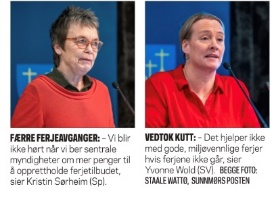 FÆRRE FERJEAVGANGER: – Vi blir
ikke hørt når vi ber sentrale
myndigheter om mer penger til
å opprettholde ferjetilbudet,
sier Kristin Sørheim (Sp).
VEDTOK KUTT: – Det hjelper ikke
med gode, miljøvennlige ferjer
hvis ferjene ikke går, sier
Yvonne Wold (SV). BEGGE FOTO:
STAALE WATTØ, SUNNMØRSPOSTEN